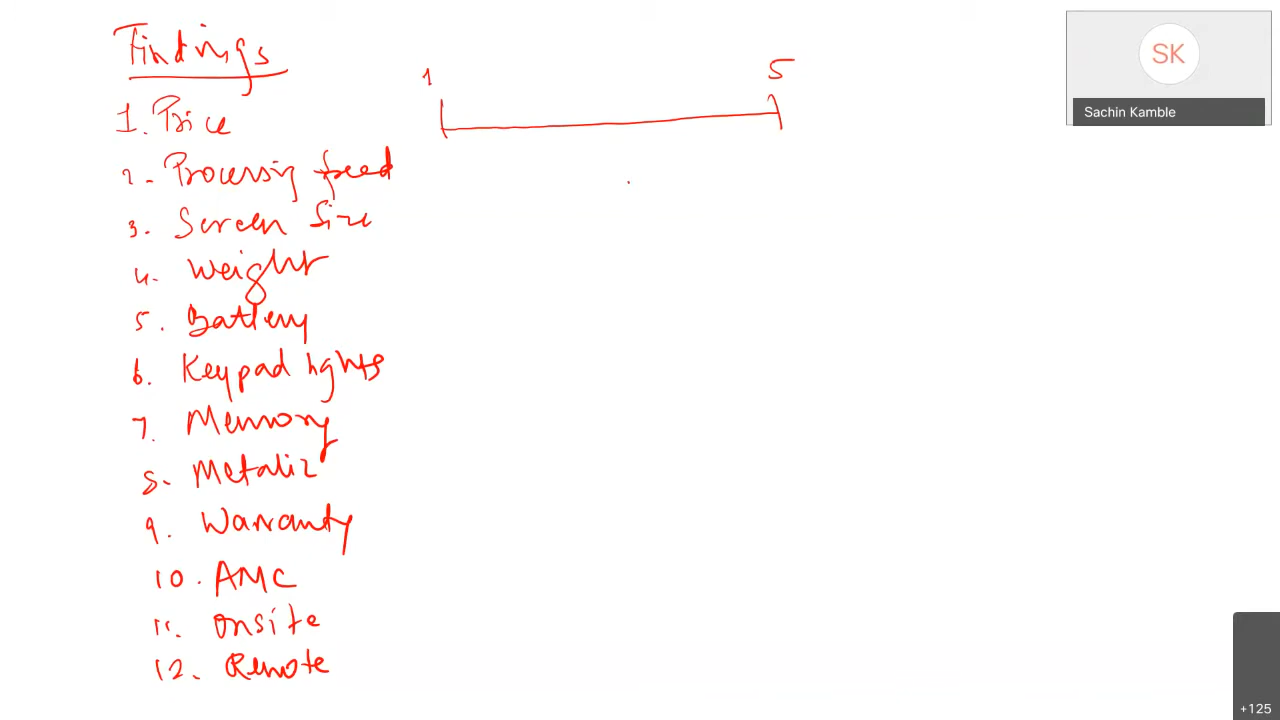 Findings
1 5
1. Price
2. Processing speed
3. Screen Size
4. Weight
5. Battery
6. Keypad lights
7. Memory
8. Metalic
9. Warranty
10. AMC
11. Onsite
12. Remote
SK
Sachin Kamble
+125